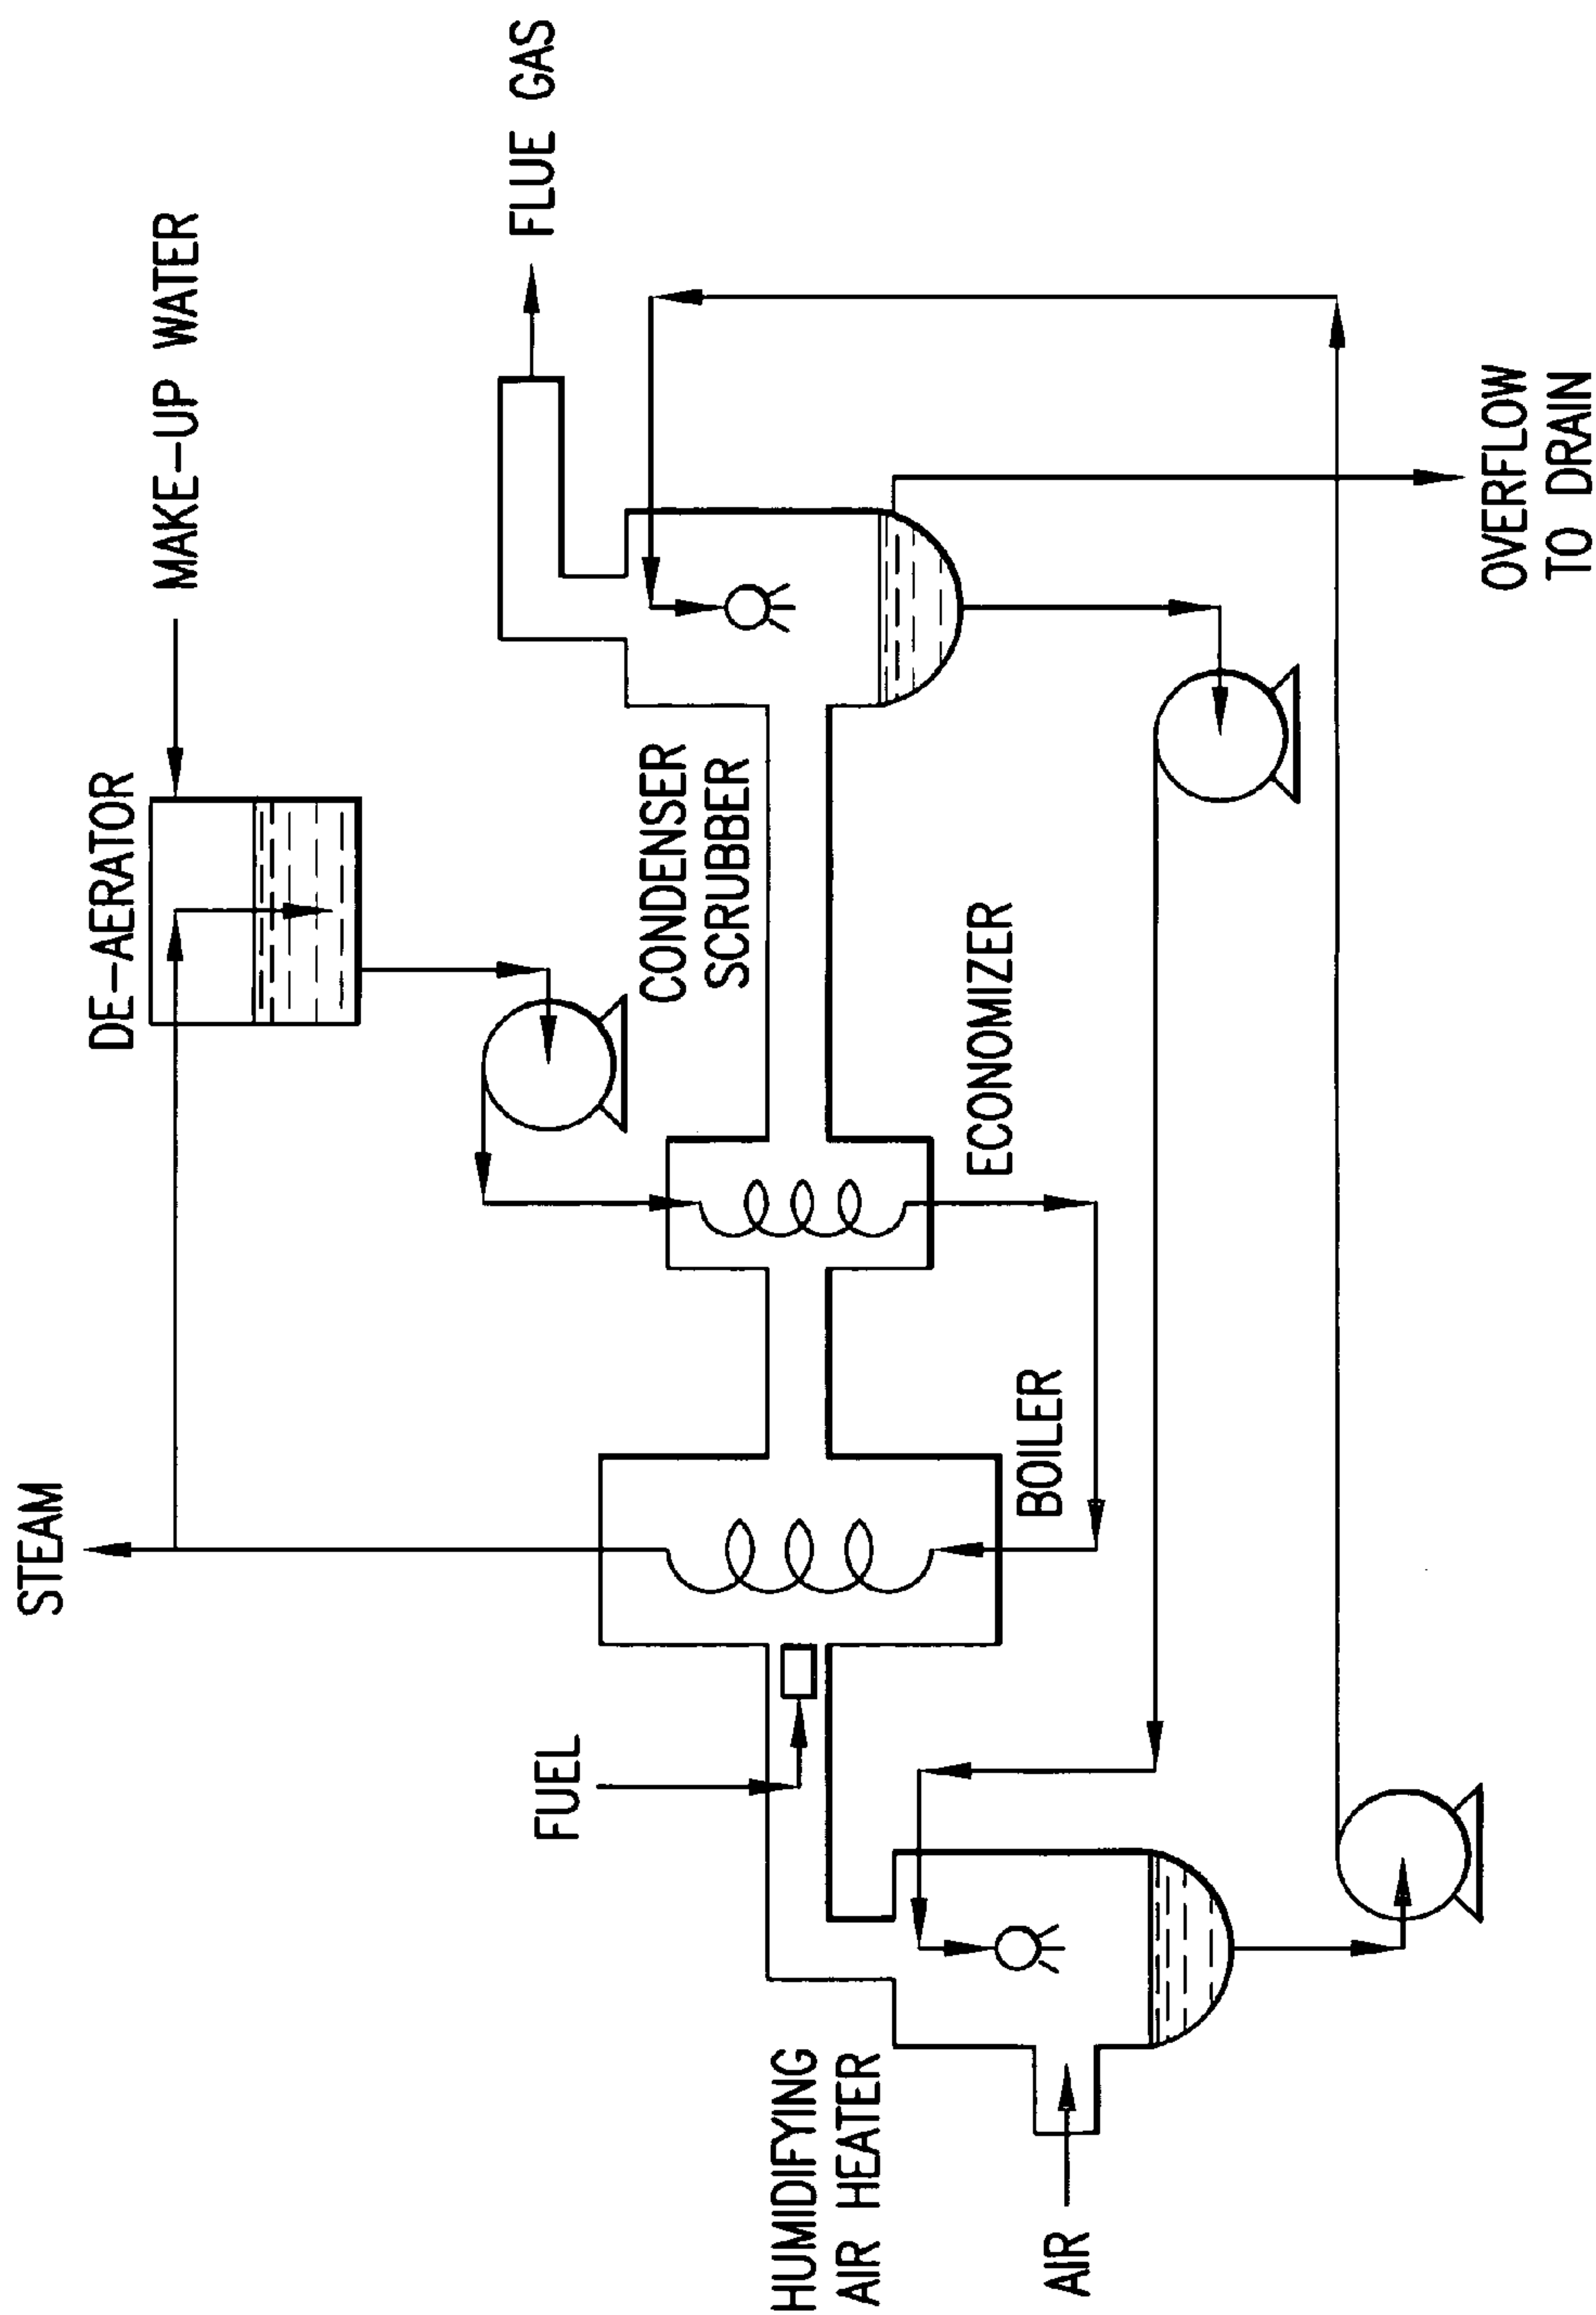 STEAM
DE-AERATOR
MAKE-UP WATER
FUEL
FLUE GAS
CONDENSER
SCRUBBER
HUMIDIFYING
AIR HEATER
ECONOMIZER
BOILER
AIR
OVERFLOW
TO DRAIN